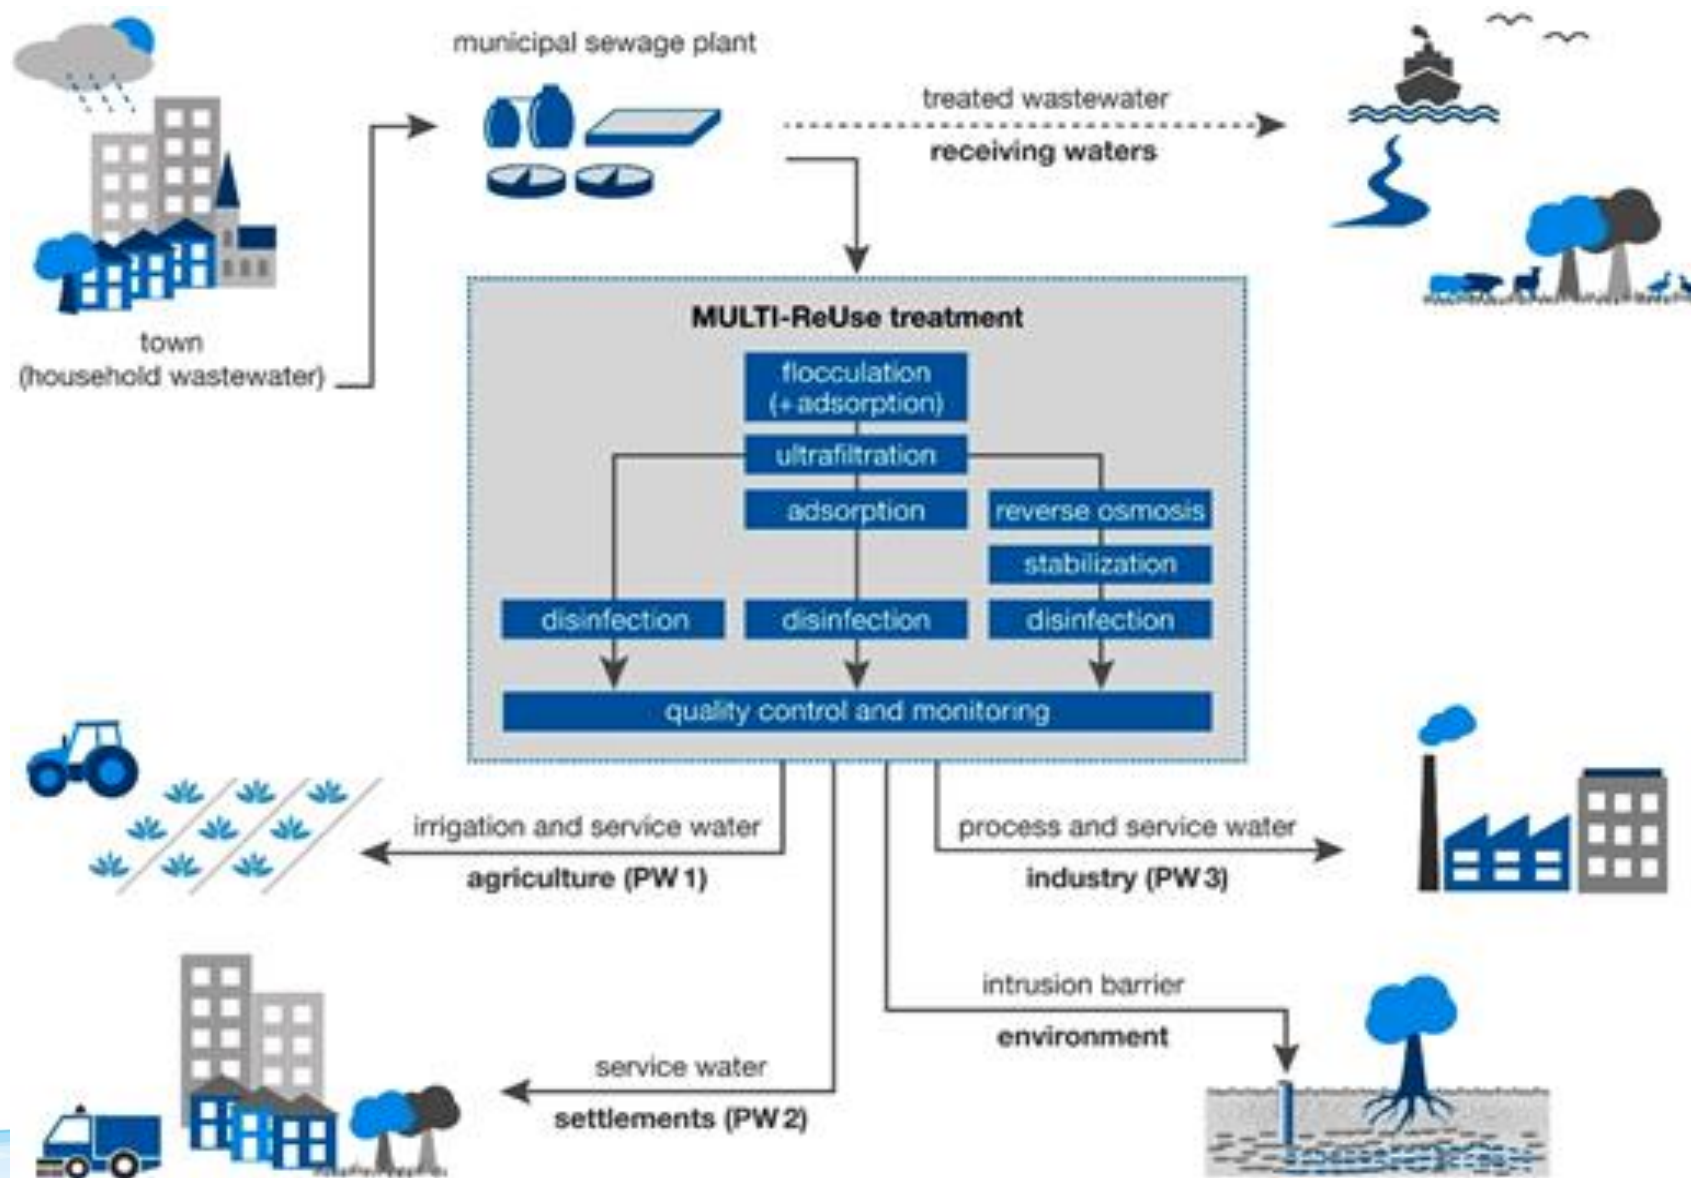 municipal sewage plant
treated wastewater
receiving waters
town
(household wastewater)
MULTI-ReUse treatment
flocculation
(+ adsorption)
ultrafiltration
adsorption
reverse osmosis
stabilization
disinfection
disinfection
disinfection
quality control and monitoring
irrigation and service water
agriculture (PW 1)
process and service water
industry (PW 3)
intrusion barrier
environment
service water
settlements (PW 2)